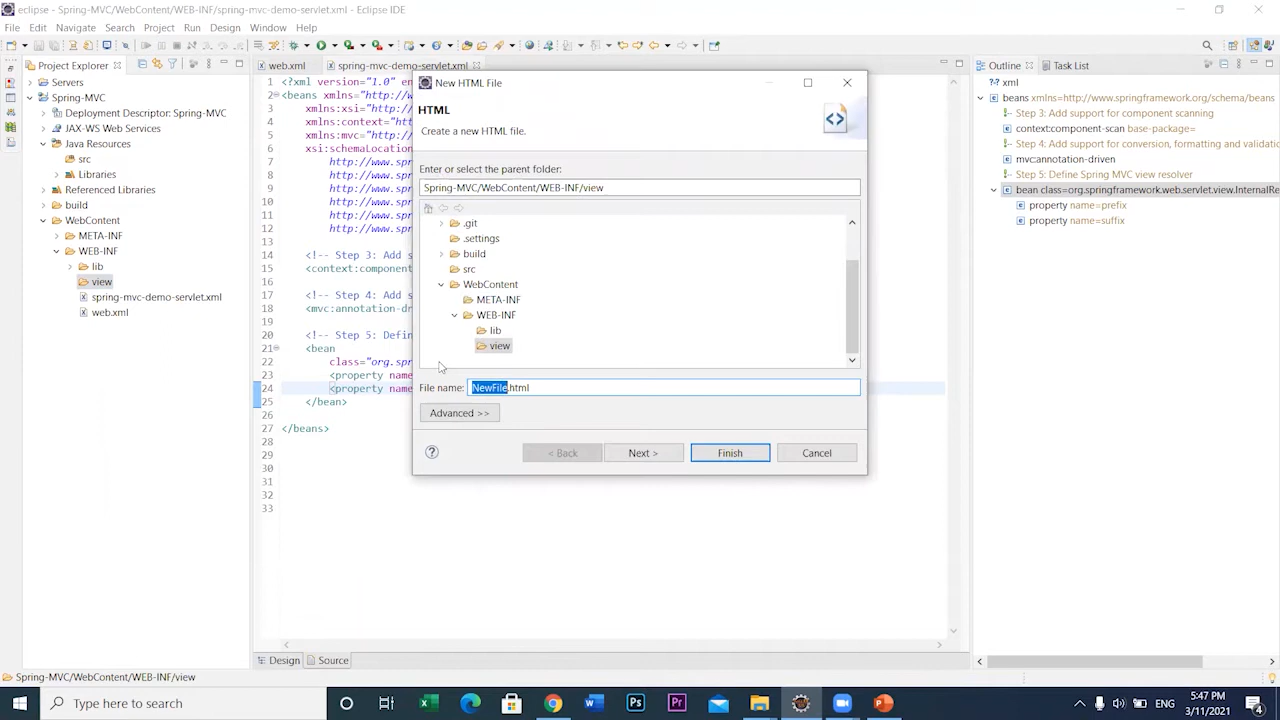 eclipse - Spring-MVC/WebContent/WEB-INF/spring-mvc-demo-servlet.xml - Eclipse IDE
File Edit Navigate Search Project Run Design Window Help
Project Explorer
Servers
Spring-MVC
Deployment Descriptor: Spring-MVC
JAX-WS Web Services
Java Resources
src
Libraries
Referenced Libraries
build
WebContent
META-INF
WEB-INF
lib
view
spring-mvc-demo-servlet.xml
web.xml
web.xml
spring-mvc-demo-servlet.xml
1 <?xml version="1.0" en
2 <beans xmlns="http://w
3 xmlns:xsi="http://
4 xmlns:context="htt
5 xmlns:mvc="http://
6 xsi:schemaLocation
7 http://www.spr
8 http://www.spr
9 http://www.spr
10 http://www.spr
11 http://www.spr
12 http://www.spr
13
14 <!-- Step 3: Add s
15 <context:component
16
17 <!-- Step 4: Add s
18 <mvc:annotation-dr
19
20 <!-- Step 5: Defin
21 <bean
22 class="org.spr
23 <property name
24 <property name
25 </bean>
26
27 </beans>
28
29
30
31
32
33
Design Source
New HTML File
HTML
Create a new HTML file.
Enter or select the parent folder:
Spring-MVC/WebContent/WEB-INF/view
.git
.settings
build
src
WebContent
META-INF
WEB-INF
lib
view
File name: NewFile.html
Advanced >>
< Back
Next >
Finish
Cancel
Outline
Task List
xml
beans xmlns=http://www.springframework.org/schema/beans
Step 3: Add support for component scanning
context:component-scan base-package=
Step 4: Add support for conversion, formatting and validatio
mvc:annotation-driven
Step 5: Define Spring MVC view resolver
bean class=org.springframework.web.servlet.view.InternalRe
property name=prefix
property name=suffix
Spring-MVC/WebContent/WEB-INF/view
Type here to search
ENG
5:47 PM
3/11/2021